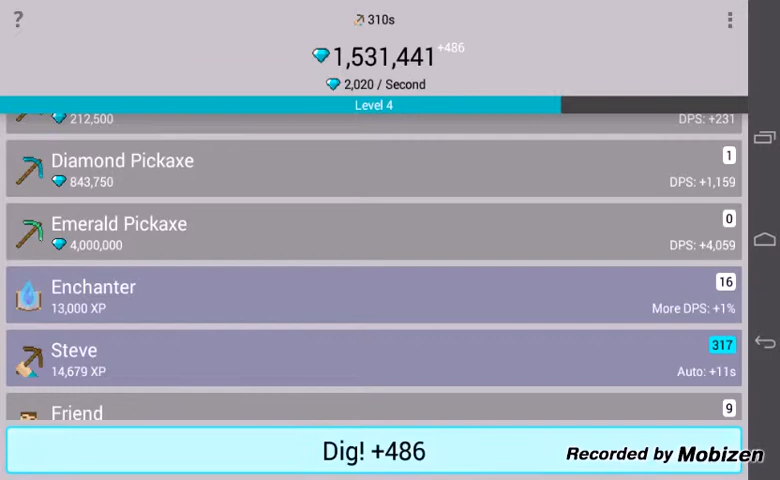 ?
310s
1,531,441 +486
2,020 / Second
Level 4
212,500 DPS: +231
Diamond Pickaxe 1
843,750 DPS: +1,159
Emerald Pickaxe 0
4,000,000 DPS: +4,059
Enchanter 16
13,000 XP More DPS: +1%
Steve 317
14,679 XP Auto: +11s
Friend 9
Dig! +486
Recorded by Mobizen